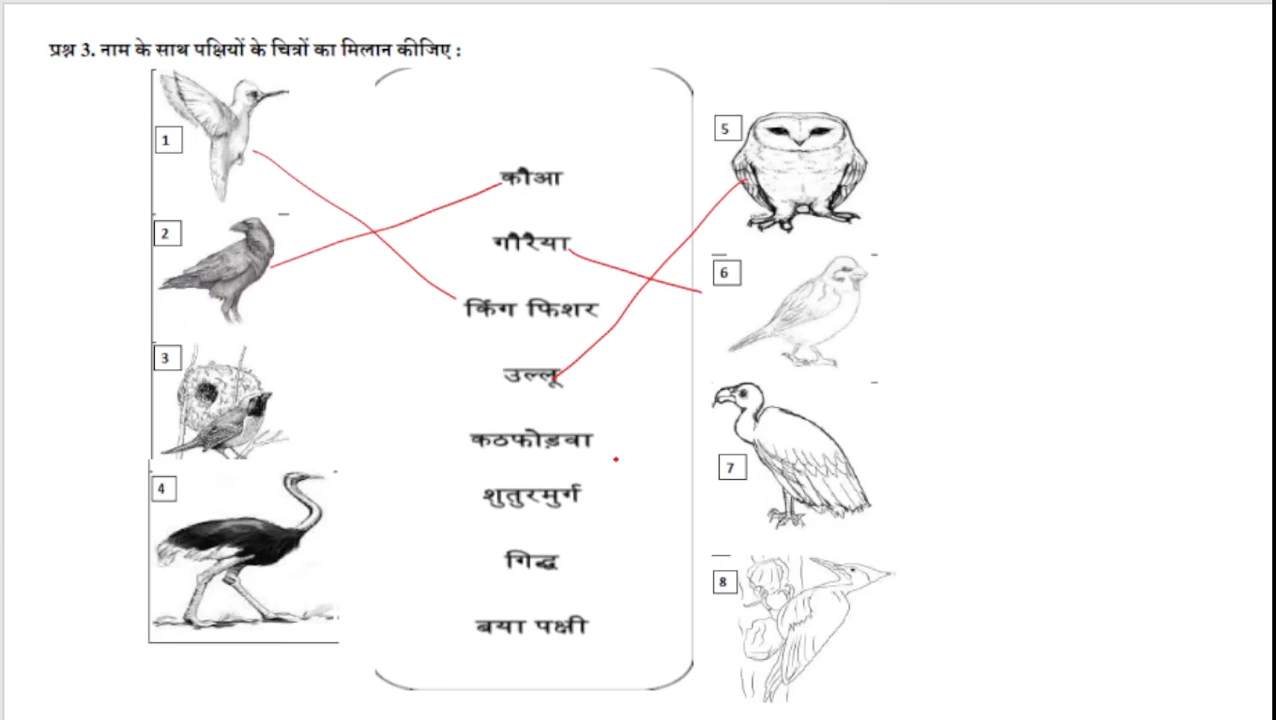 प्रश्न 3. नाम के साथ पक्षियों के चित्रों का मिलान कीजिए :
1
2
3
4
कौआ
गौरैया
किंग फिशर
उल्लू
कठफोड़वा
शुतुरमुर्ग
गिद्ध
बया पक्षी
5
6
7
8